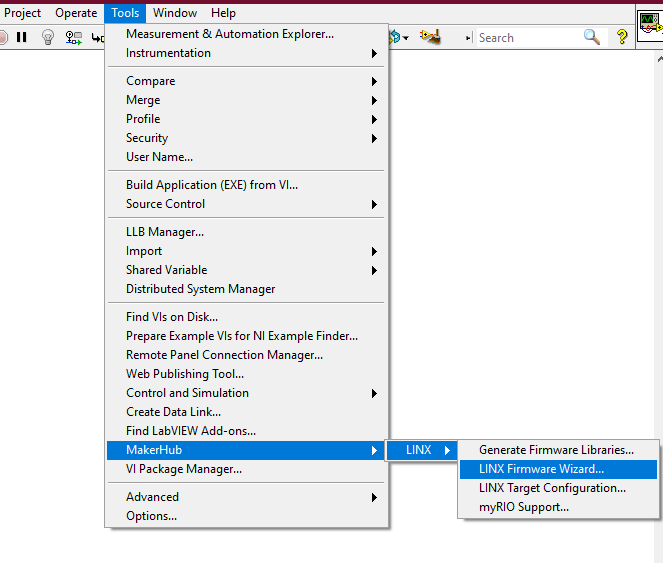 Project Operate Tools Window Help
Search
Measurement & Automation Explorer...
Instrumentation
Compare
Merge
Profile
Security
User Name...
Build Application (EXE) from VI...
Source Control
LLB Manager...
Import
Shared Variable
Distributed System Manager
Find VIs on Disk...
Prepare Example VIs for NI Example Finder...
Remote Panel Connection Manager...
Web Publishing Tool...
Control and Simulation
Create Data Link...
Find LabVIEW Add-ons...
MakerHub
VI Package Manager...
Advanced
Options...
LINX
Generate Firmware Libraries...
LINX Firmware Wizard...
LINX Target Configuration...
myRIO Support...